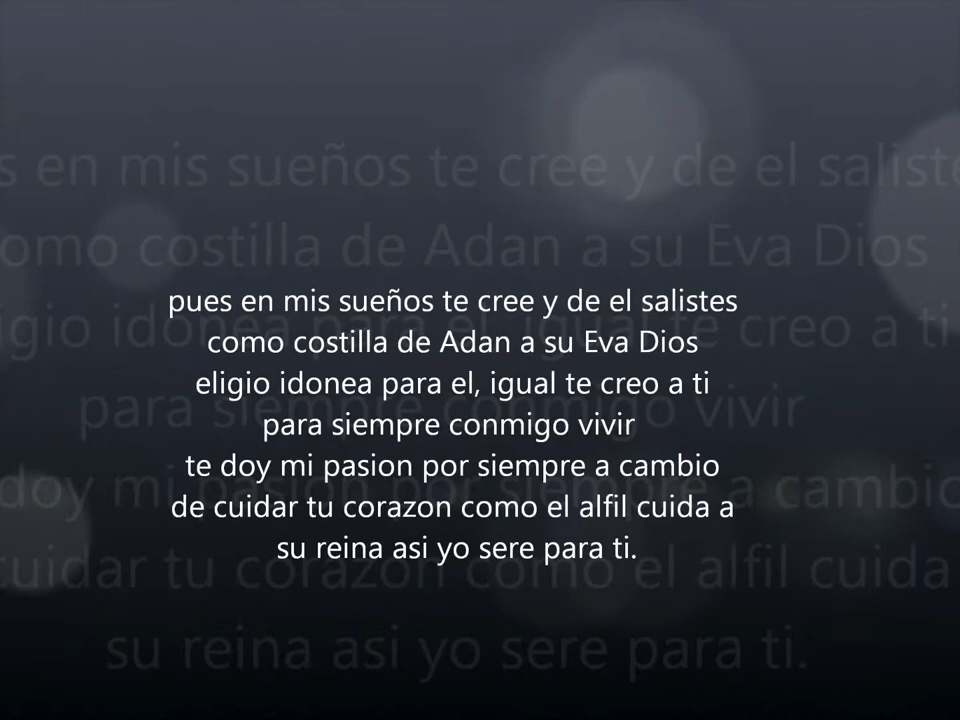 pues en mis sueños te cree y de el salistes
como costilla de Adan a su Eva Dios
eligio idonea para el, igual te creo a ti
para siempre conmigo vivir
te doy mi pasion por siempre a cambio
de cuidar tu corazon como el alfil cuida a
su reina asi yo sere para ti.